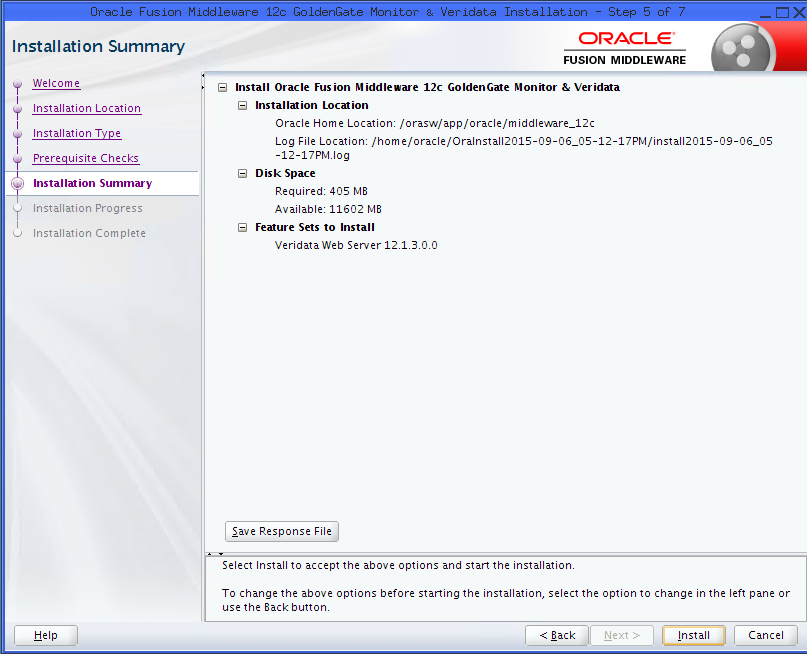 Oracle Fusion Middleware 12c GoldenGate Monitor & Veridata Installation - Step 5 of 7
Installation Summary
ORACLE
FUSION MIDDLEWARE
Welcome
Installation Location
Installation Type
Prerequisite Checks
Installation Summary
Installation Progress
Installation Complete
Install Oracle Fusion Middleware 12c GoldenGate Monitor & Veridata
Installation Location
Oracle Home Location: /orasw/app/oracle/middleware_12c
Log File Location: /home/oracle/OraInstall2015-09-06_05-12-17PM/install2015-09-06_05
-12-17PM.log
Disk Space
Required: 405 MB
Available: 11602 MB
Feature Sets to Install
Veridata Web Server 12.1.3.0.0
Save Response File
Select Install to accept the above options and start the installation.
To change the above options before starting the installation, select the option to change in the left pane or
use the Back button.
Help
< Back
Next >
Install
Cancel